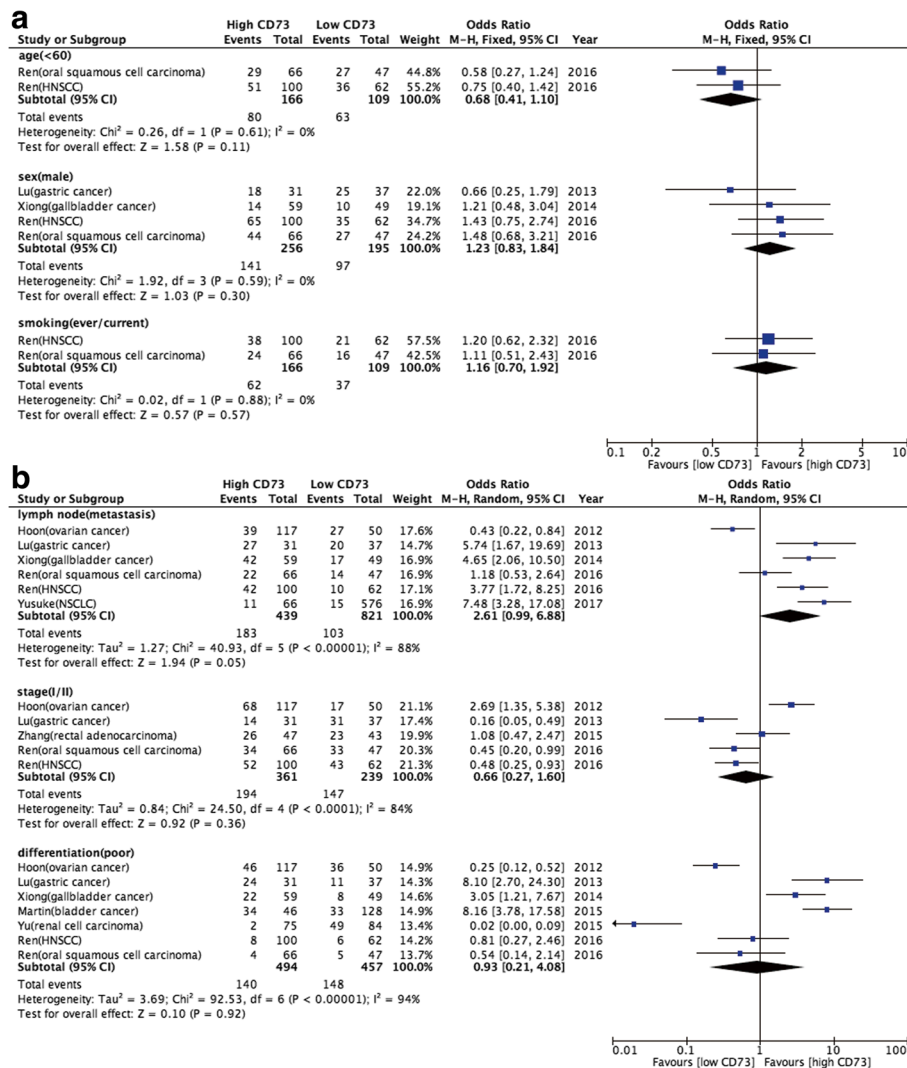 a
High CD73 Low CD73 Odds Ratio Odds Ratio
Study or Subgroup Events Total Events Total Weight M-H, Fixed, 95% CI Year M-H, Fixed, 95% CI
age(<60)
Ren(oral squamous cell carcinoma) 29 66 27 47 44.8% 0.58 [0.27, 1.24] 2016
Ren(HNSCC) 51 100 36 62 55.2% 0.75 [0.40, 1.42] 2016
Subtotal (95% CI) 166 109 100.0% 0.68 [0.41, 1.10]
Total events 80 63
Heterogeneity: Chi² = 0.26, df = 1 (P = 0.61); I² = 0%
Test for overall effect: Z = 1.58 (P = 0.11)
sex(male)
Lu(gastric cancer) 18 31 25 37 22.0% 0.66 [0.25, 1.79] 2013
Xiong(gallbladder cancer) 14 59 10 49 19.1% 1.21 [0.48, 3.04] 2014
Ren(HNSCC) 65 100 35 62 34.7% 1.43 [0.75, 2.74] 2016
Ren(oral squamous cell carcinoma) 44 66 27 47 24.2% 1.48 [0.68, 3.21] 2016
Subtotal (95% CI) 256 195 100.0% 1.23 [0.83, 1.84]
Total events 141 97
Heterogeneity: Chi² = 1.92, df = 3 (P = 0.59); I² = 0%
Test for overall effect: Z = 1.03 (P = 0.30)
smoking(ever/current)
Ren(HNSCC) 38 100 21 62 57.5% 1.20 [0.62, 2.32] 2016
Ren(oral squamous cell carcinoma) 24 66 16 47 42.5% 1.11 [0.51, 2.43] 2016
Subtotal (95% CI) 166 109 100.0% 1.16 [0.70, 1.92]
Total events 62 37
Heterogeneity: Chi² = 0.02, df = 1 (P = 0.88); I² = 0%
Test for overall effect: Z = 0.57 (P = 0.57)
0.1 0.2 0.5 1 2 5 10
Favours [low CD73] Favours [high CD73]
b
High CD73 Low CD73 Odds Ratio Odds Ratio
Study or Subgroup Events Total Events Total Weight M-H, Random, 95% CI Year M-H, Random, 95% CI
lymph node(metastasis)
Hoon(ovarian cancer) 39 117 27 50 17.6% 0.43 [0.22, 0.84] 2012
Lu(gastric cancer) 27 31 20 37 14.7% 5.74 [1.67, 19.69] 2013
Xiong(gallbladder cancer) 42 59 17 49 16.9% 4.65 [2.06, 10.50] 2014
Ren(oral squamous cell carcinoma) 22 66 14 47 16.9% 1.18 [0.53, 2.64] 2016
Ren(HNSCC) 42 100 10 62 17.1% 3.77 [1.72, 8.25] 2016
Yusuke(NSCLC) 11 66 15 576 16.9% 7.48 [3.28, 17.08] 2017
Subtotal (95% CI) 439 821 100.0% 2.61 [0.99, 6.88]
Total events 183 103
Heterogeneity: Tau² = 1.27; Chi² = 40.93, df = 5 (P < 0.00001); I² = 88%
Test for overall effect: Z = 1.94 (P = 0.05)
stage(I/II)
Hoon(ovarian cancer) 68 117 17 50 21.1% 2.69 [1.35, 5.38] 2012
Lu(gastric cancer) 14 31 31 37 17.4% 0.16 [0.05, 0.49] 2013
Zhang(rectal adenocarcinoma) 26 47 23 43 19.9% 1.08 [0.47, 2.47] 2015
Ren(oral squamous cell carcinoma) 34 66 33 47 20.2% 0.45 [0.20, 0.99] 2016
Ren(HNSCC) 52 100 43 62 21.3% 0.48 [0.25, 0.93] 2016
Subtotal (95% CI) 361 239 100.0% 0.66 [0.27, 1.60]
Total events 194 147
Heterogeneity: Tau² = 0.84; Chi² = 24.50, df = 4 (P < 0.0001); I² = 84%
Test for overall effect: Z = 0.92 (P = 0.36)
differentiation(poor)
Hoon(ovarian cancer) 46 117 36 50 14.9% 0.25 [0.12, 0.52] 2012
Lu(gastric cancer) 24 31 11 37 14.3% 8.10 [2.70, 24.30] 2013
Xiong(gallbladder cancer) 22 59 8 49 14.6% 3.05 [1.21, 7.67] 2014
Martin(bladder cancer) 34 46 33 128 14.9% 8.16 [3.78, 17.58] 2015
Yu(renal cell carcinoma) 2 75 49 84 13.4% 0.02 [0.00, 0.09] 2015
Ren(HNSCC) 8 100 6 62 14.2% 0.81 [0.27, 2.46] 2016
Ren(oral squamous cell carcinoma) 4 66 5 47 13.6% 0.54 [0.14, 2.14] 2016
Subtotal (95% CI) 494 457 100.0% 0.93 [0.21, 4.08]
Total events 140 148
Heterogeneity: Tau² = 3.69; Chi² = 92.53, df = 6 (P < 0.00001); I² = 94%
Test for overall effect: Z = 0.10 (P = 0.92)
0.01 0.1 1 10 100
Favours [low CD73] Favours [high CD73]